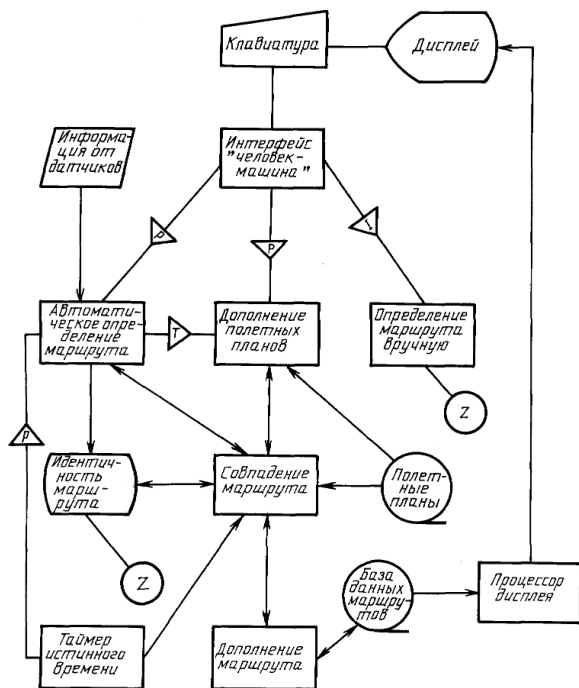 Клавиатура
Дисплей
Информа-
ция от
датчиков
Интерфейс
"человек-
машина"
P
P
I
Автомати-
ческое опре-
деление
маршрута
T
Дополнение
полетных
планов
Определение
маршрута
вручную
P
Z
Идентич-
ность
марш-
рута
Совпадение
маршрута
Полет-
ные
планы
Z
База
данных
маршру-
тов
Процессор
дисплея
Таймер
истинного
времени
Дополнение
маршрута